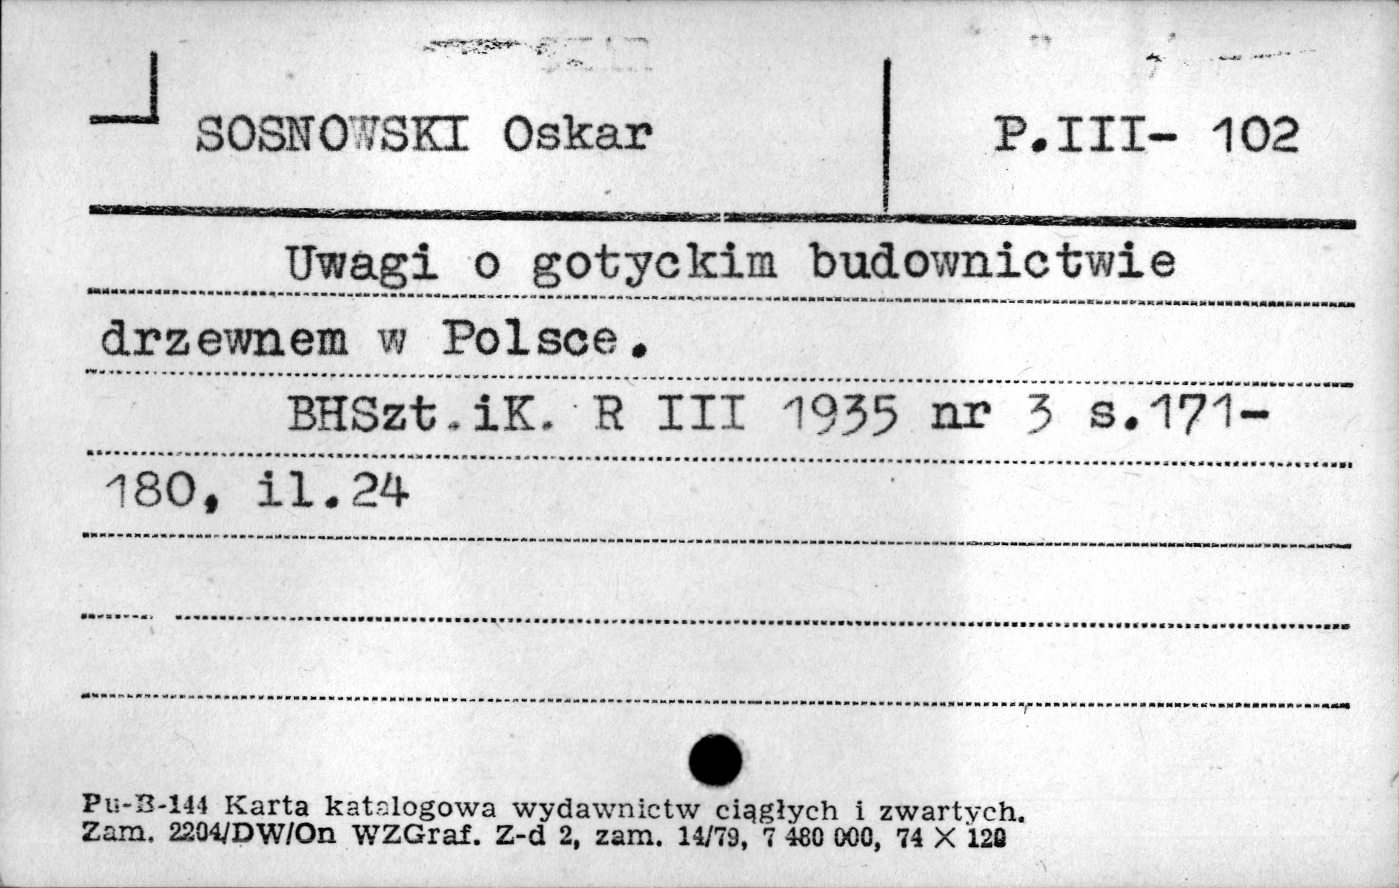 SOSNOWSKI Oskar
P.III- 102
Uwagi o gotyckim budownictwie
drzewnem w Polsce.
BHSzt.iK. R III 1935 nr 3 s.171-
180, il.24
Pu-B-144 Karta katalogowa wydawnictw ciągłych i zwartych.
Zam. 2204/DW/On WZGraf. Z-d 2, zam. 14/79, 7 480 000, 74 X 120